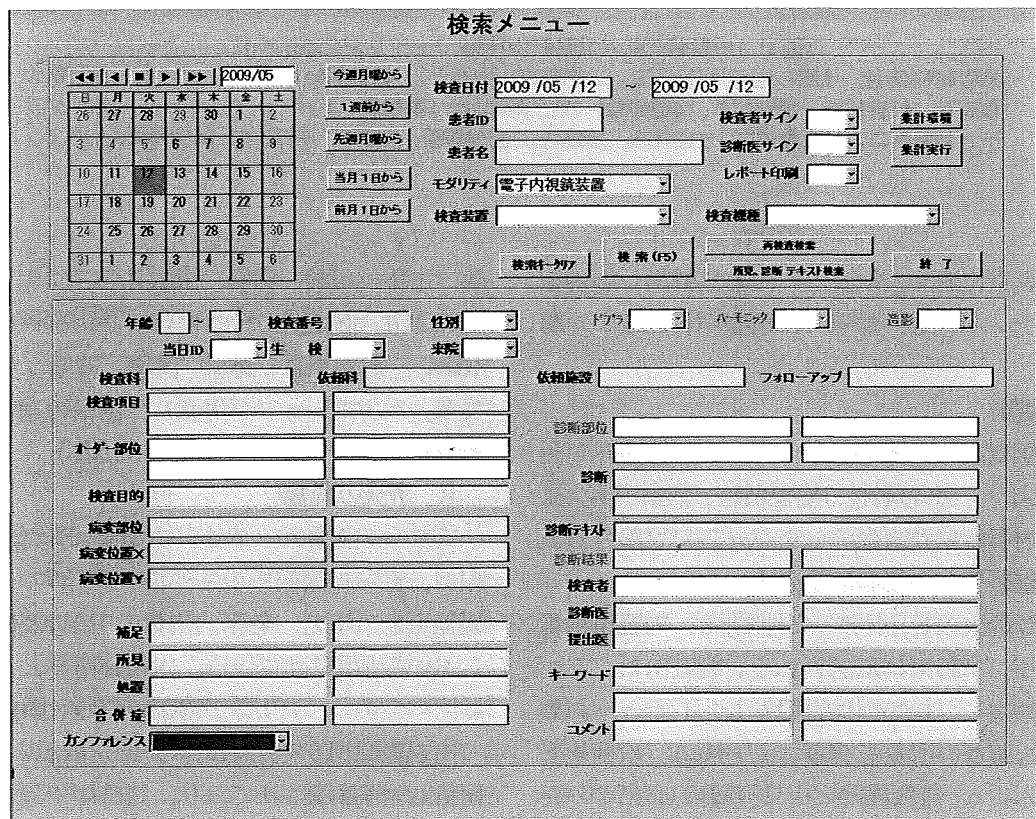 検索メニュー
◀◀ ◀ ■ ▶ ▶▶ 2009/05
日 月 火 水 木 金 土
26 27 28 29 30 1 2
3 4 5 6 7 8 9
10 11 12 13 14 15 16
17 18 19 20 21 22 23
24 25 26 27 28 29 30
31 1 2 3 4 5 6
今週月曜から
1週前から
先週月曜から
当月1日から
前月1日から
検査日付 2009 /05 /12 ~ 2009 /05 /12
患者ID 検査者サイン 集計環境
患者名 診断医サイン 集計実行
モダリティ 電子内視鏡装置 レポート印刷
検査装置 検査機種
検索キークリア 検 索 (F5) 再検査検索
所見、診断 テキスト検索 終 了
年齢 ~ 検査番号 性別 ドプラ ハーモニック 造影
当日ID 生 検 来院
検査科 依頼科 依頼施設 フォローアップ
検査項目
診断部位
オーダー部位
診断
検査目的
病変部位 診断テキスト
病変位置X 診断結果
病変位置Y 検査者
診断医
補足 提出医
所見
処置 キーワード
合併症
コメント
カンファレンス